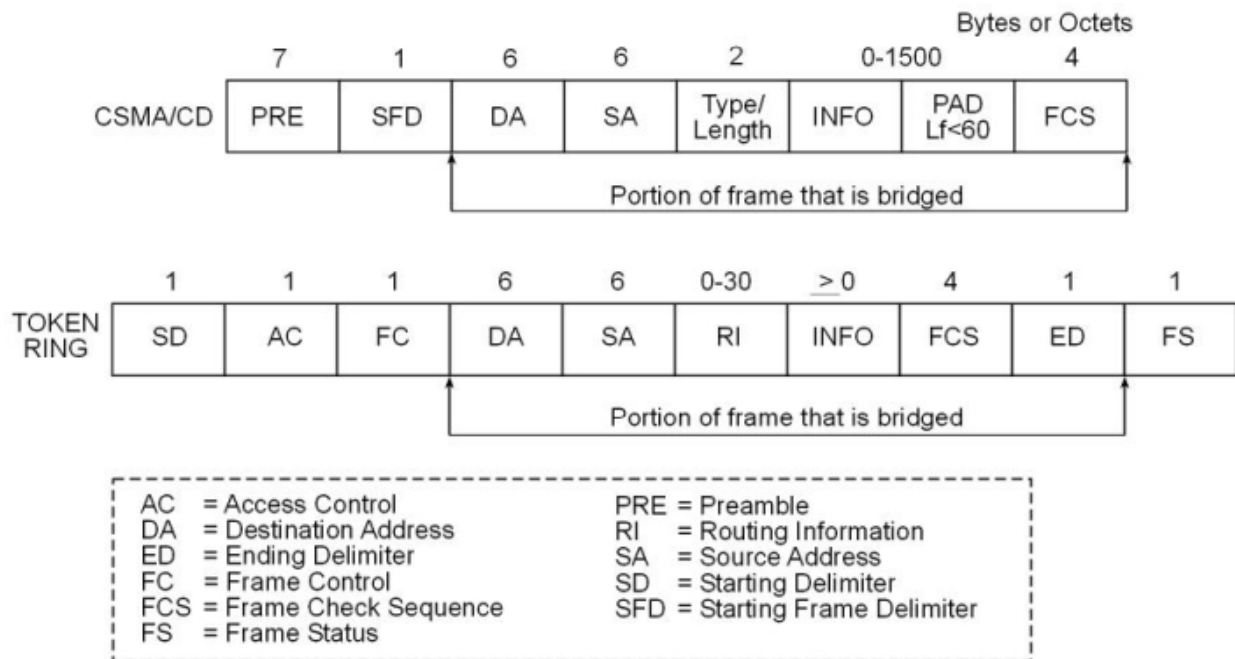 Bytes or Octets
7 1 6 6 2 0-1500 4
CSMA/CD PRE SFD DA SA Type/ Length INFO PAD Lf<60 FCS
Portion of frame that is bridged
1 1 1 6 6 0-30 > 0 4 1 1
TOKEN RING SD AC FC DA SA RI INFO FCS ED FS
Portion of frame that is bridged
AC = Access Control
DA = Destination Address
ED = Ending Delimiter
FC = Frame Control
FCS = Frame Check Sequence
FS = Frame Status
PRE = Preamble
RI = Routing Information
SA = Source Address
SD = Starting Delimiter
SFD = Starting Frame Delimiter